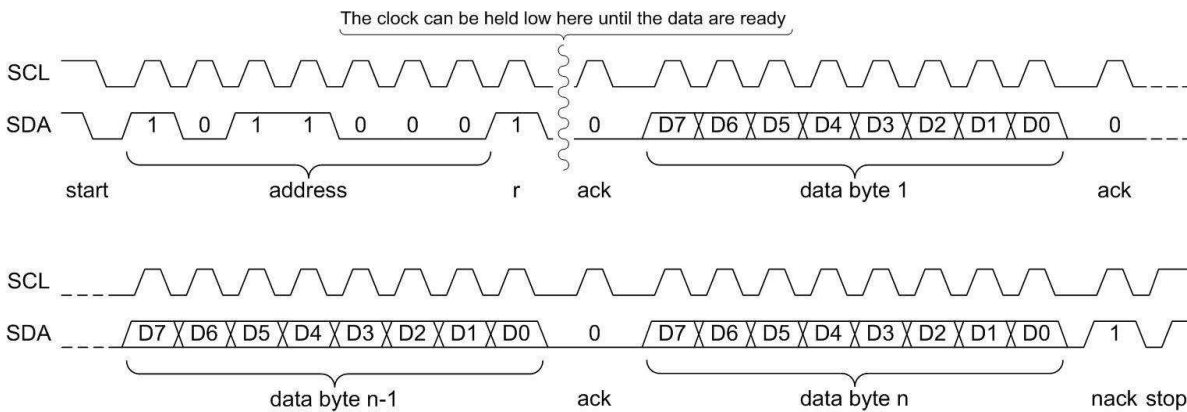 The clock can be held low here until the data are ready
SCL
SDA 1 0 1 1 0 0 0 1 0 D7 D6 D5 D4 D3 D2 D1 D0 0
start address r ack data byte 1 ack
SCL
SDA D7 D6 D5 D4 D3 D2 D1 D0 0 D7 D6 D5 D4 D3 D2 D1 D0 1
data byte n-1 ack data byte n nack stop